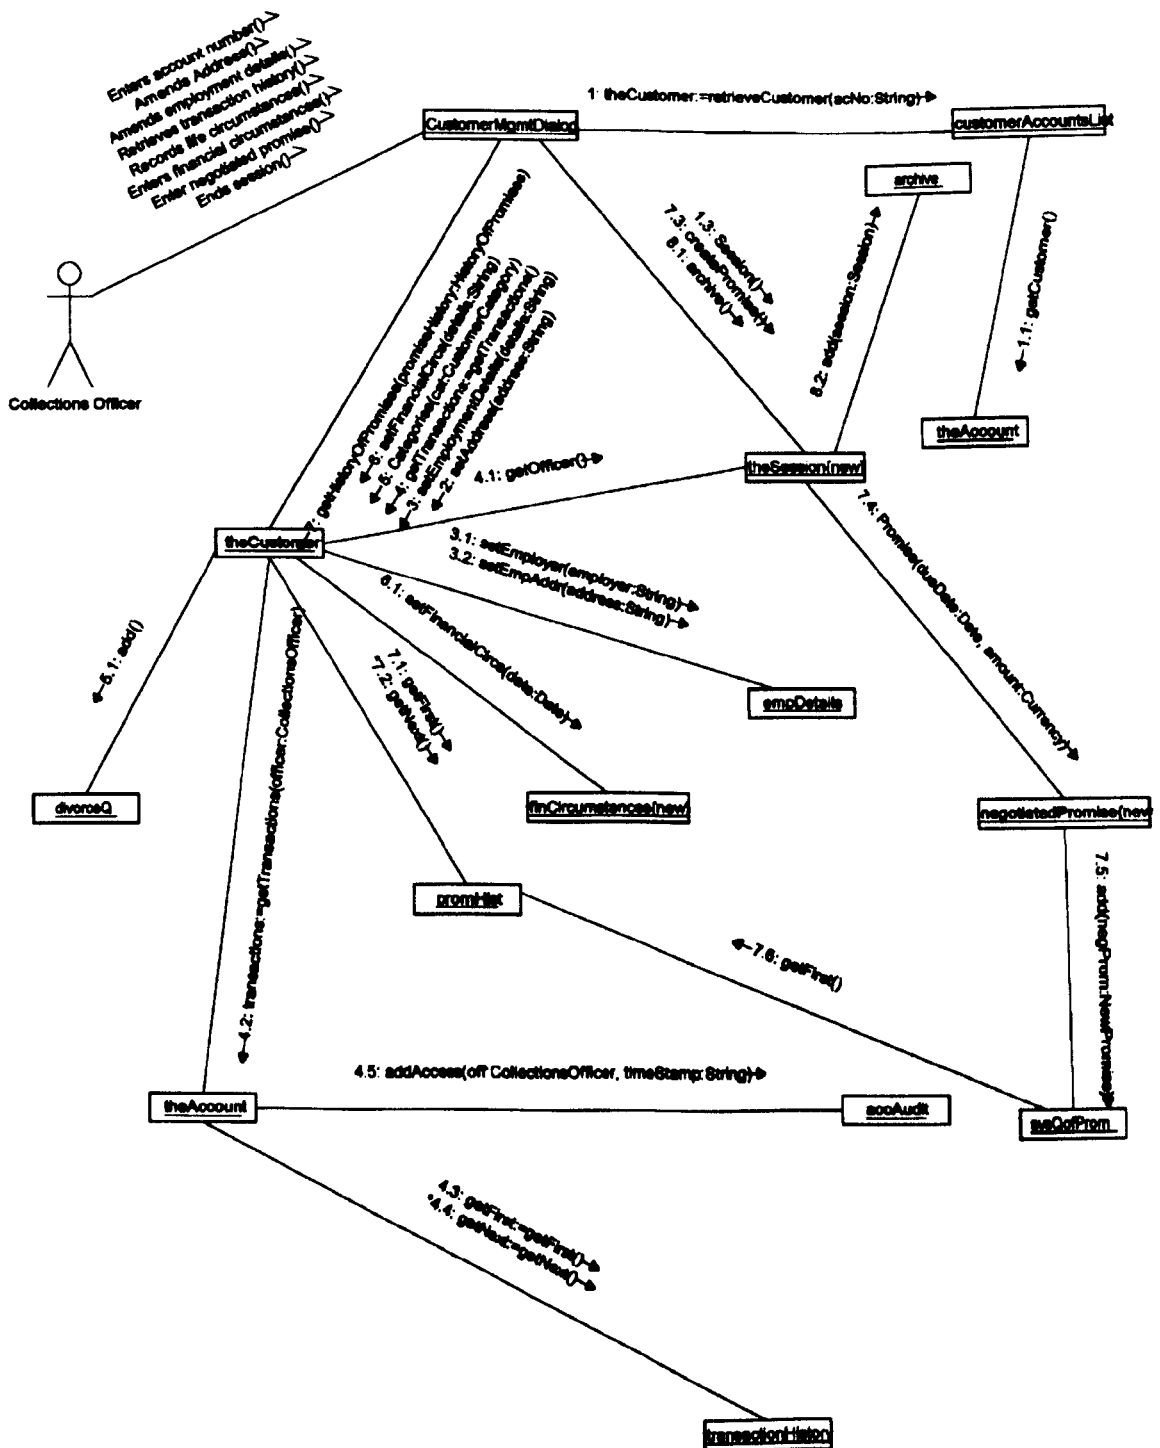 Enters account number()->
Amends Address()->
Amends employment details()->
Retrieves transaction history()->
Records life circumstances()->
Enters financial circumstances()->
Enter negotiated promise()->
Ends session()->
Collections Officer
CustomerMgmtDialog
1: theCustomer:=retrieveCustomer(acNo:String)
customerAccountsList
archive
1.1: getCustomer()
theAccount
1.3: Session()
7.3: createPromise()
8.1: archive()
8.2: add(session:Session)
theSession{new}
7: getHistoryOfPromises(promiseHistory:HistoryOfPromises)
6: setFinancialCircs(details:String)
5: Categorise(cat:CustomerCategory)
4: getTransactions:=getTransactions()
3: setEmploymentDetails(details:String)
2: setAddress(address:String)
4.1: getOfficer()
theCustomer
3.1: setEmployer(employer:String)
3.2: setEmpAddr(address:String)
empDetails
6.1: setFinancialCircs(date:Date)
finCircumstances{new}
7.1: getFirst()
*7.2: getNext()
promHist
5.1: add()
divorceQ
7.4: Promise(dueDate:Date, amount:Currency)
negotiatedPromise{new
7.5: add(negProm:NewPromise)
7.6: getFirst()
4.2: transactions:=getTransactions(officer:CollectionsOfficer)
theAccount
4.5: addAccess(off:CollectionsOfficer, timeStamp:String)
accAudit
sysQofProm
4.3: getFirst:=getFirst()
*4.4: getNext:=getNext()
transactionHistory